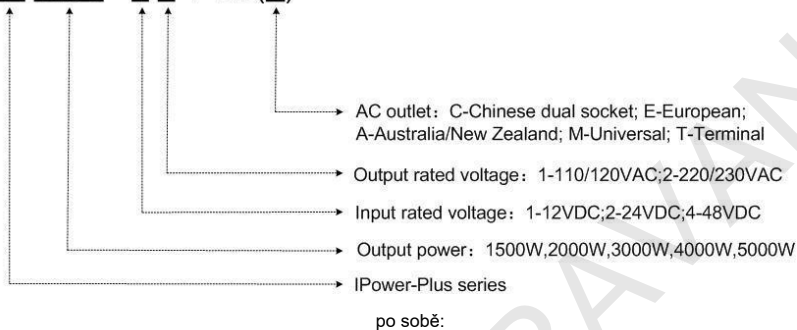 AC outlet：C-Chinese dual socket; E-European;
A-Australia/New Zealand; M-Universal; T-Terminal
Output rated voltage：1-110/120VAC;2-220/230VAC
Input rated voltage：1-12VDC;2-24VDC;4-48VDC
Output power：1500W,2000W,3000W,4000W,5000W
IPower-Plus series
po sobě: